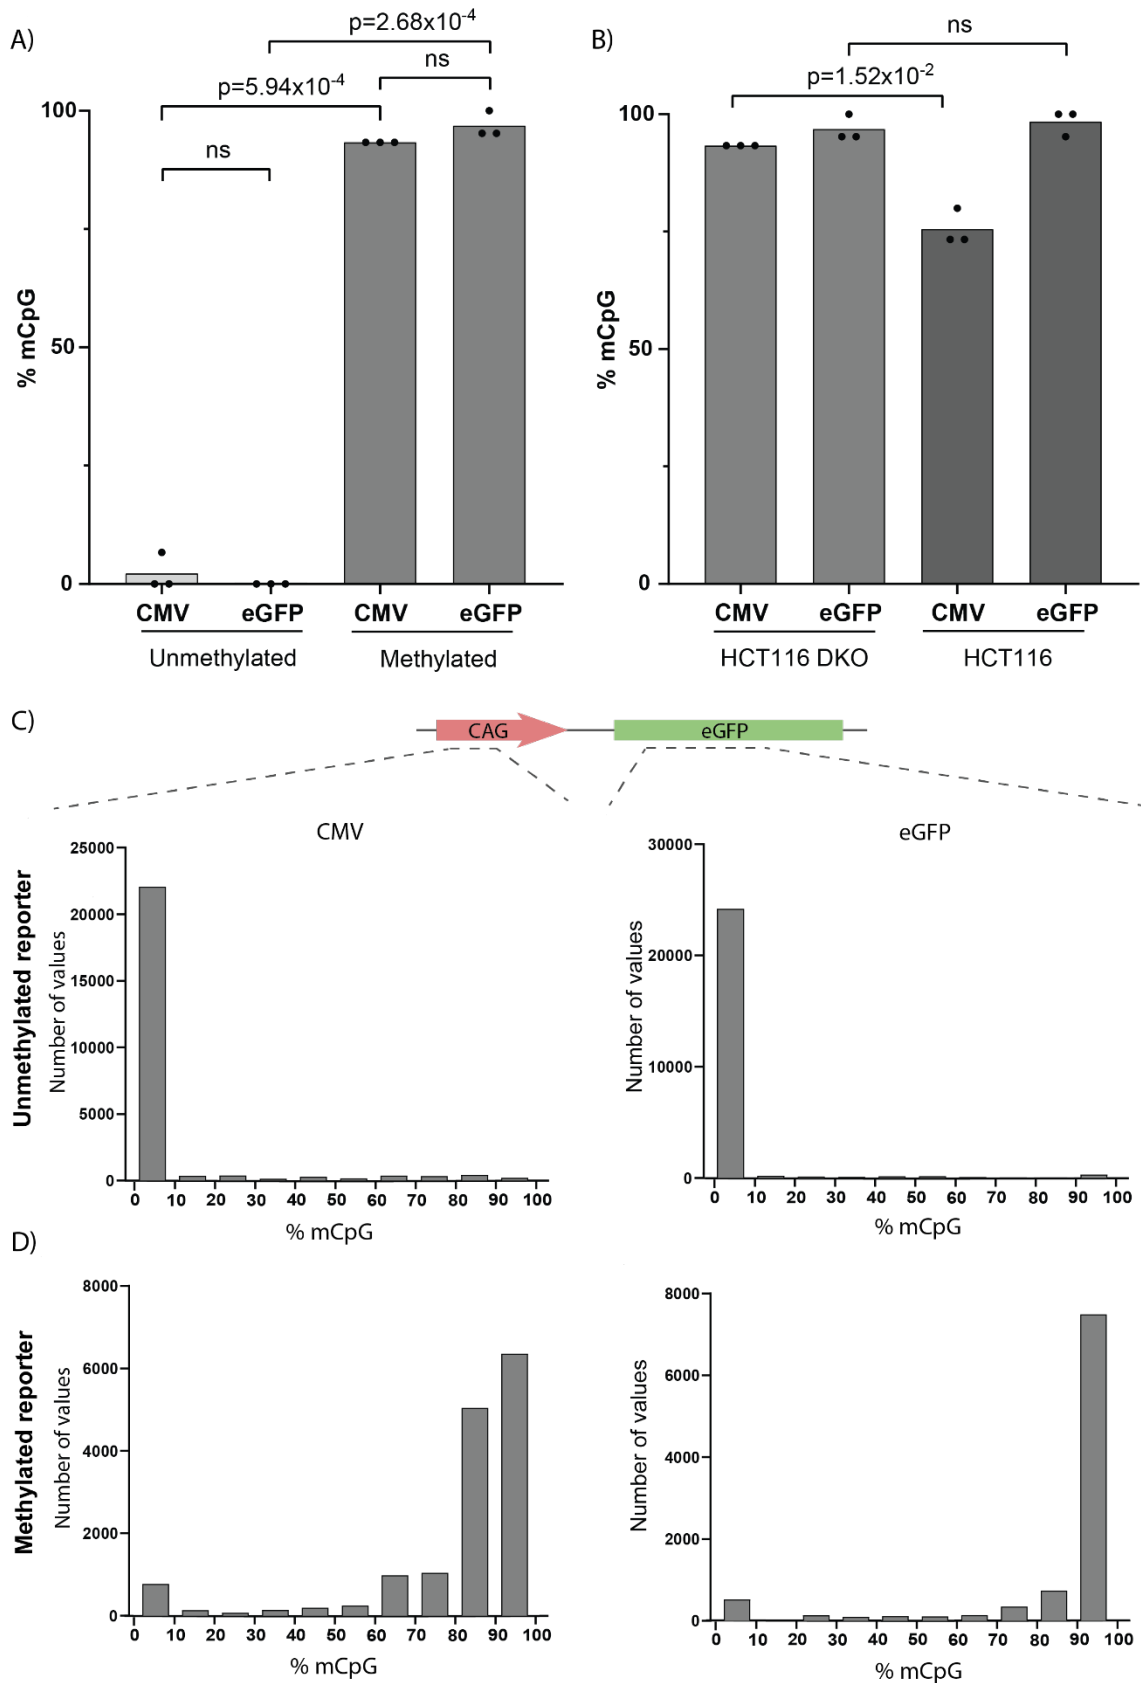 A)
p=2.68x10-4
ns
p=5.94x10-4
ns
100
50
0
% mCpG
CMV eGFP CMV eGFP
Unmethylated Methylated
B)
ns
p=1.52x10-2
100
50
0
% mCpG
CMV eGFP CMV eGFP
HCT116 DKO HCT116
C)
CAG eGFP
Unmethylated reporter
CMV
25000
20000
15000
10000
5000
0
Number of values
0 10 20 30 40 50 60 70 80 90 100
% mCpG
eGFP
30000
20000
10000
0
Number of values
0 10 20 30 40 50 60 70 80 90 100
% mCpG
D)
Methylated reporter
8000
6000
4000
2000
0
Number of values
0 10 20 30 40 50 60 70 80 90 100
% mCpG
8000
6000
4000
2000
0
Number of values
0 10 20 30 40 50 60 70 80 90 100
% mCpG